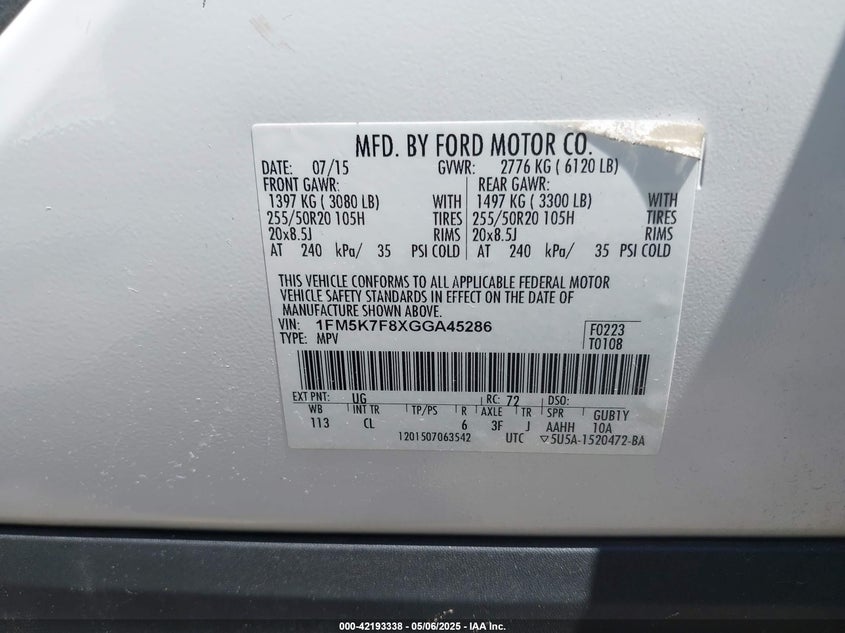 MFD. BY FORD MOTOR CO.
DATE: 07/15 GVWR: 2776 KG ( 6120 LB)
FRONT GAWR: REAR GAWR:
1397 KG ( 3080 LB) WITH 1497 KG ( 3300 LB) WITH
255/50R20 105H TIRES 255/50R20 105H TIRES
20x8.5J RIMS 20x8.5J RIMS
AT 240 kPa/ 35 PSI COLD AT 240 kPa/ 35 PSI COLD
THIS VEHICLE CONFORMS TO ALL APPLICABLE FEDERAL MOTOR
VEHICLE SAFETY STANDARDS IN EFFECT ON THE DATE OF
MANUFACTURE SHOWN ABOVE.
VIN: 1FM5K7F8XGGA45286 F0223
TYPE: MPV T0108
EXT PNT: UG RC: 72 DSO:
WB INT TR TP/PS R AXLE TR SPR GUB1Y
113 CL 6 3F J AAHH 10A
1201507063542 UTC ▽5U5A-1520472-BA
000-42193338 - 05/06/2025 - IAA Inc.